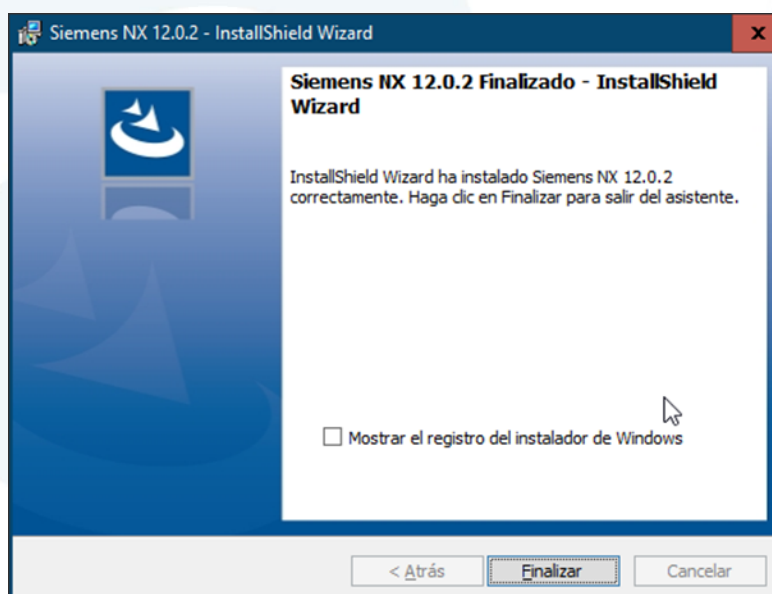 Siemens NX 12.0.2 - InstallShield Wizard
Siemens NX 12.0.2 Finalizado - InstallShield
Wizard
InstallShield Wizard ha instalado Siemens NX 12.0.2
correctamente. Haga clic en Finalizar para salir del asistente.
Mostrar el registro del instalador de Windows
< Atrás
Finalizar
Cancelar